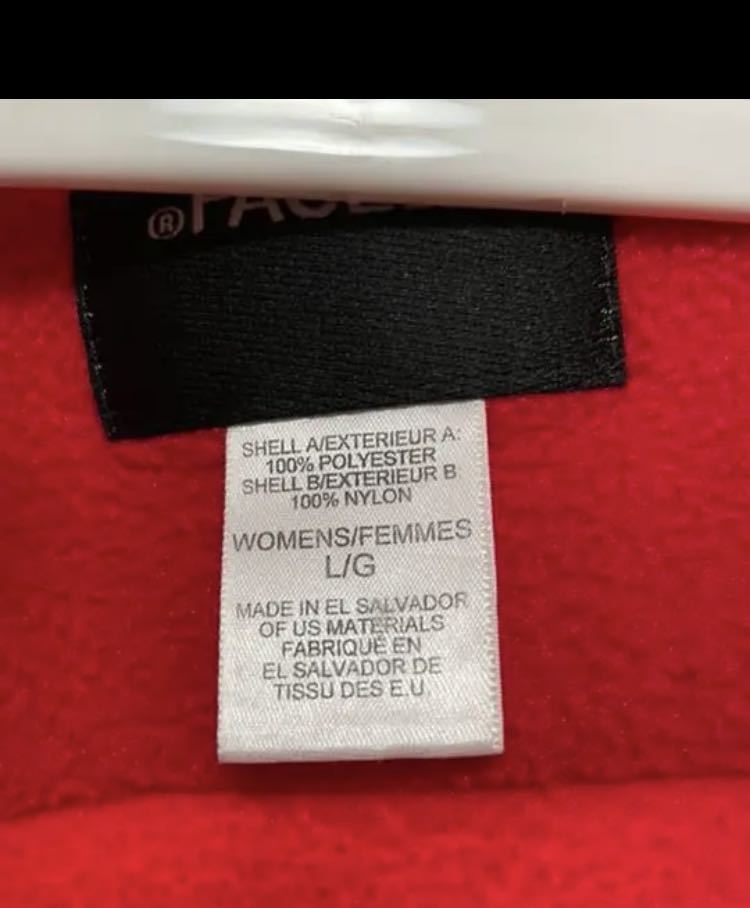 SHELL A/EXTERIEUR A:
100% POLYESTER
SHELL B/EXTERIEUR B
100% NYLON
WOMENS/FEMMES
L/G
MADE IN EL SALVADOR
OF US MATERIALS
FABRIQUÉ EN
EL SALVADOR DE
TISSU DES E.U